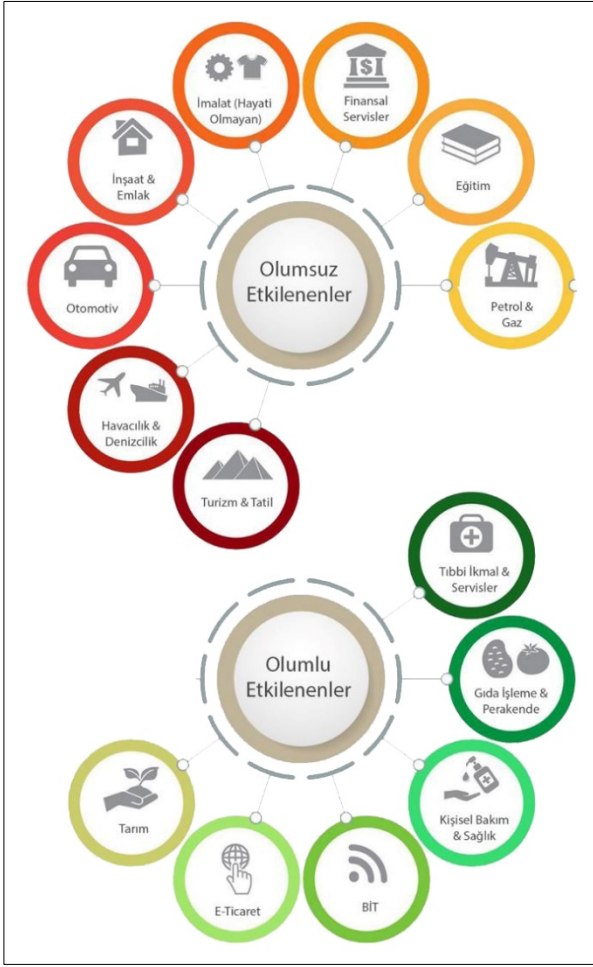 İmalat (Hayati
Olmayan)
Finansal
Servisler
İnşaat &
Emlak
Eğitim
Olumsuz
Etkilenenler
Otomotiv
Petrol &
Gaz
Havacılık &
Denizcilik
Turizm & Tatil
Tıbbi İkmal &
Servisler
Olumlu
Etkilenenler
Gıda İşleme &
Perakende
Tarım
Kişisel Bakım
& Sağlık
E-Ticaret
BİT